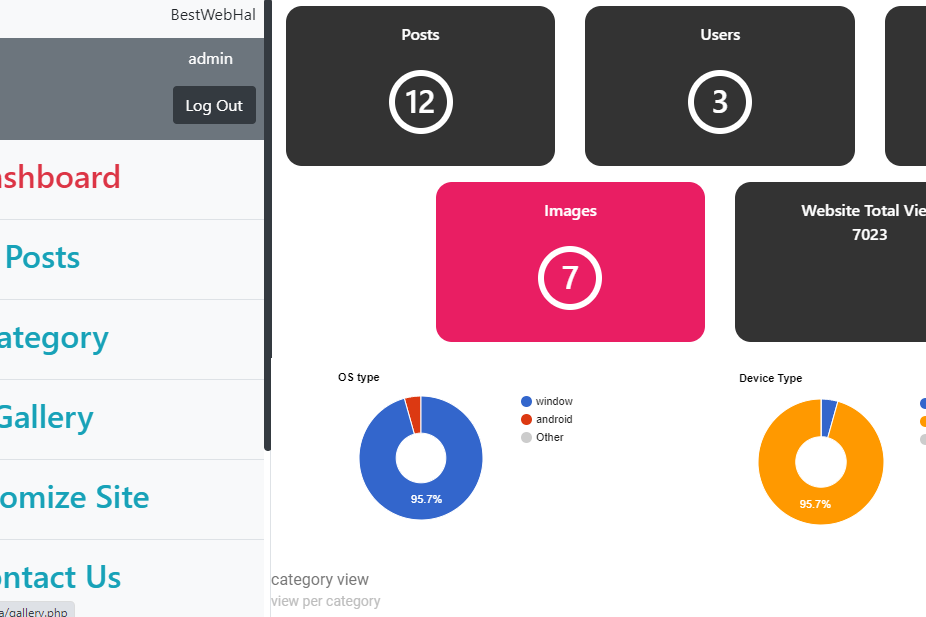 BestWebHal
admin
Log Out
ashboard
Posts
ategory
Gallery
omize Site
ontact Us
a/gallery.php
Posts
12
Users
3
Images
7
Website Total Vie
7023
OS type
window
android
Other
95.7%
Device Type
95.7%
category view
view per category